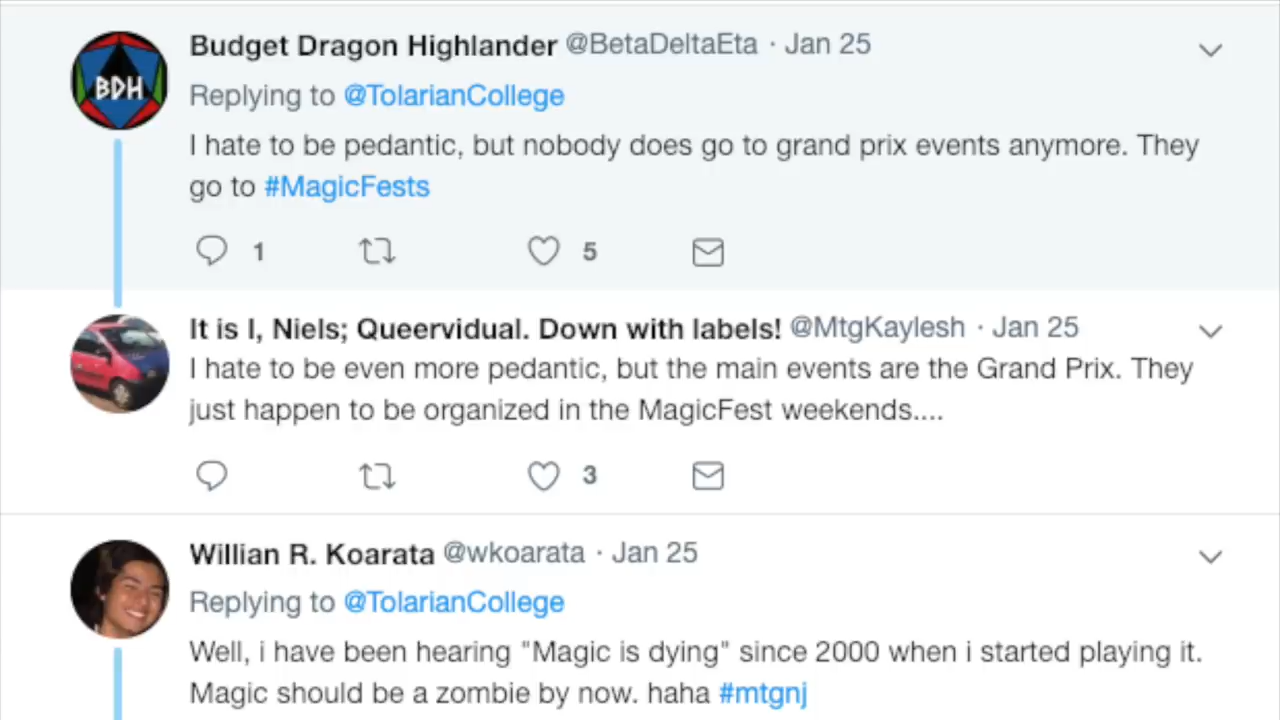 BDH
Budget Dragon Highlander @BetaDeltaEta · Jan 25
Replying to @TolarianCollege
I hate to be pedantic, but nobody does go to grand prix events anymore. They
go to #MagicFests
1 5
It is I, Niels; Queervidual. Down with labels! @MtgKaylesh · Jan 25
I hate to be even more pedantic, but the main events are the Grand Prix. They
just happen to be organized in the MagicFest weekends....
3
Willian R. Koarata @wkoarata · Jan 25
Replying to @TolarianCollege
Well, i have been hearing "Magic is dying" since 2000 when i started playing it.
Magic should be a zombie by now. haha #mtgnj